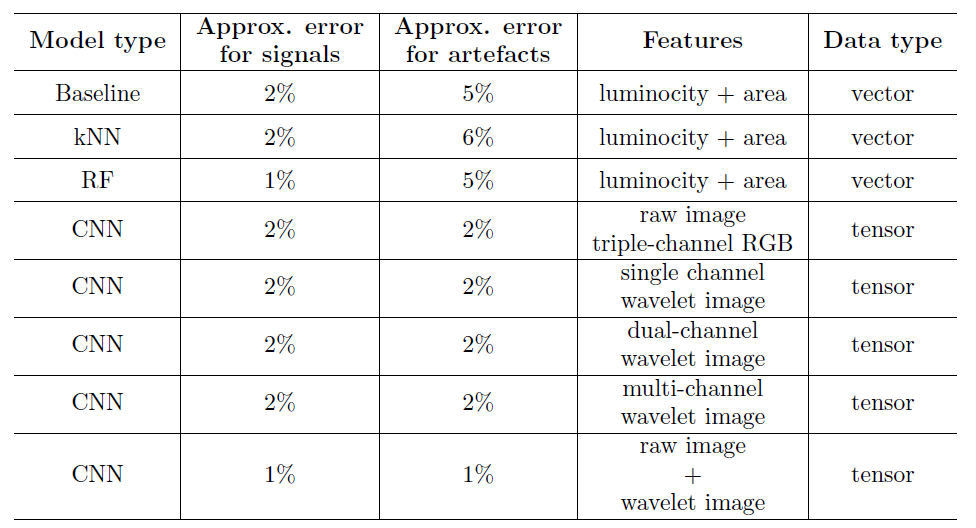 Model type Approx. error for signals Approx. error for artefacts Features Data type
Baseline 2% 5% luminocity + area vector
kNN 2% 6% luminocity + area vector
RF 1% 5% luminocity + area vector
CNN 2% 2% raw image triple-channel RGB tensor
CNN 2% 2% single channel wavelet image tensor
CNN 2% 2% dual-channel wavelet image tensor
CNN 2% 2% multi-channel wavelet image tensor
CNN 1% 1% raw image + wavelet image tensor